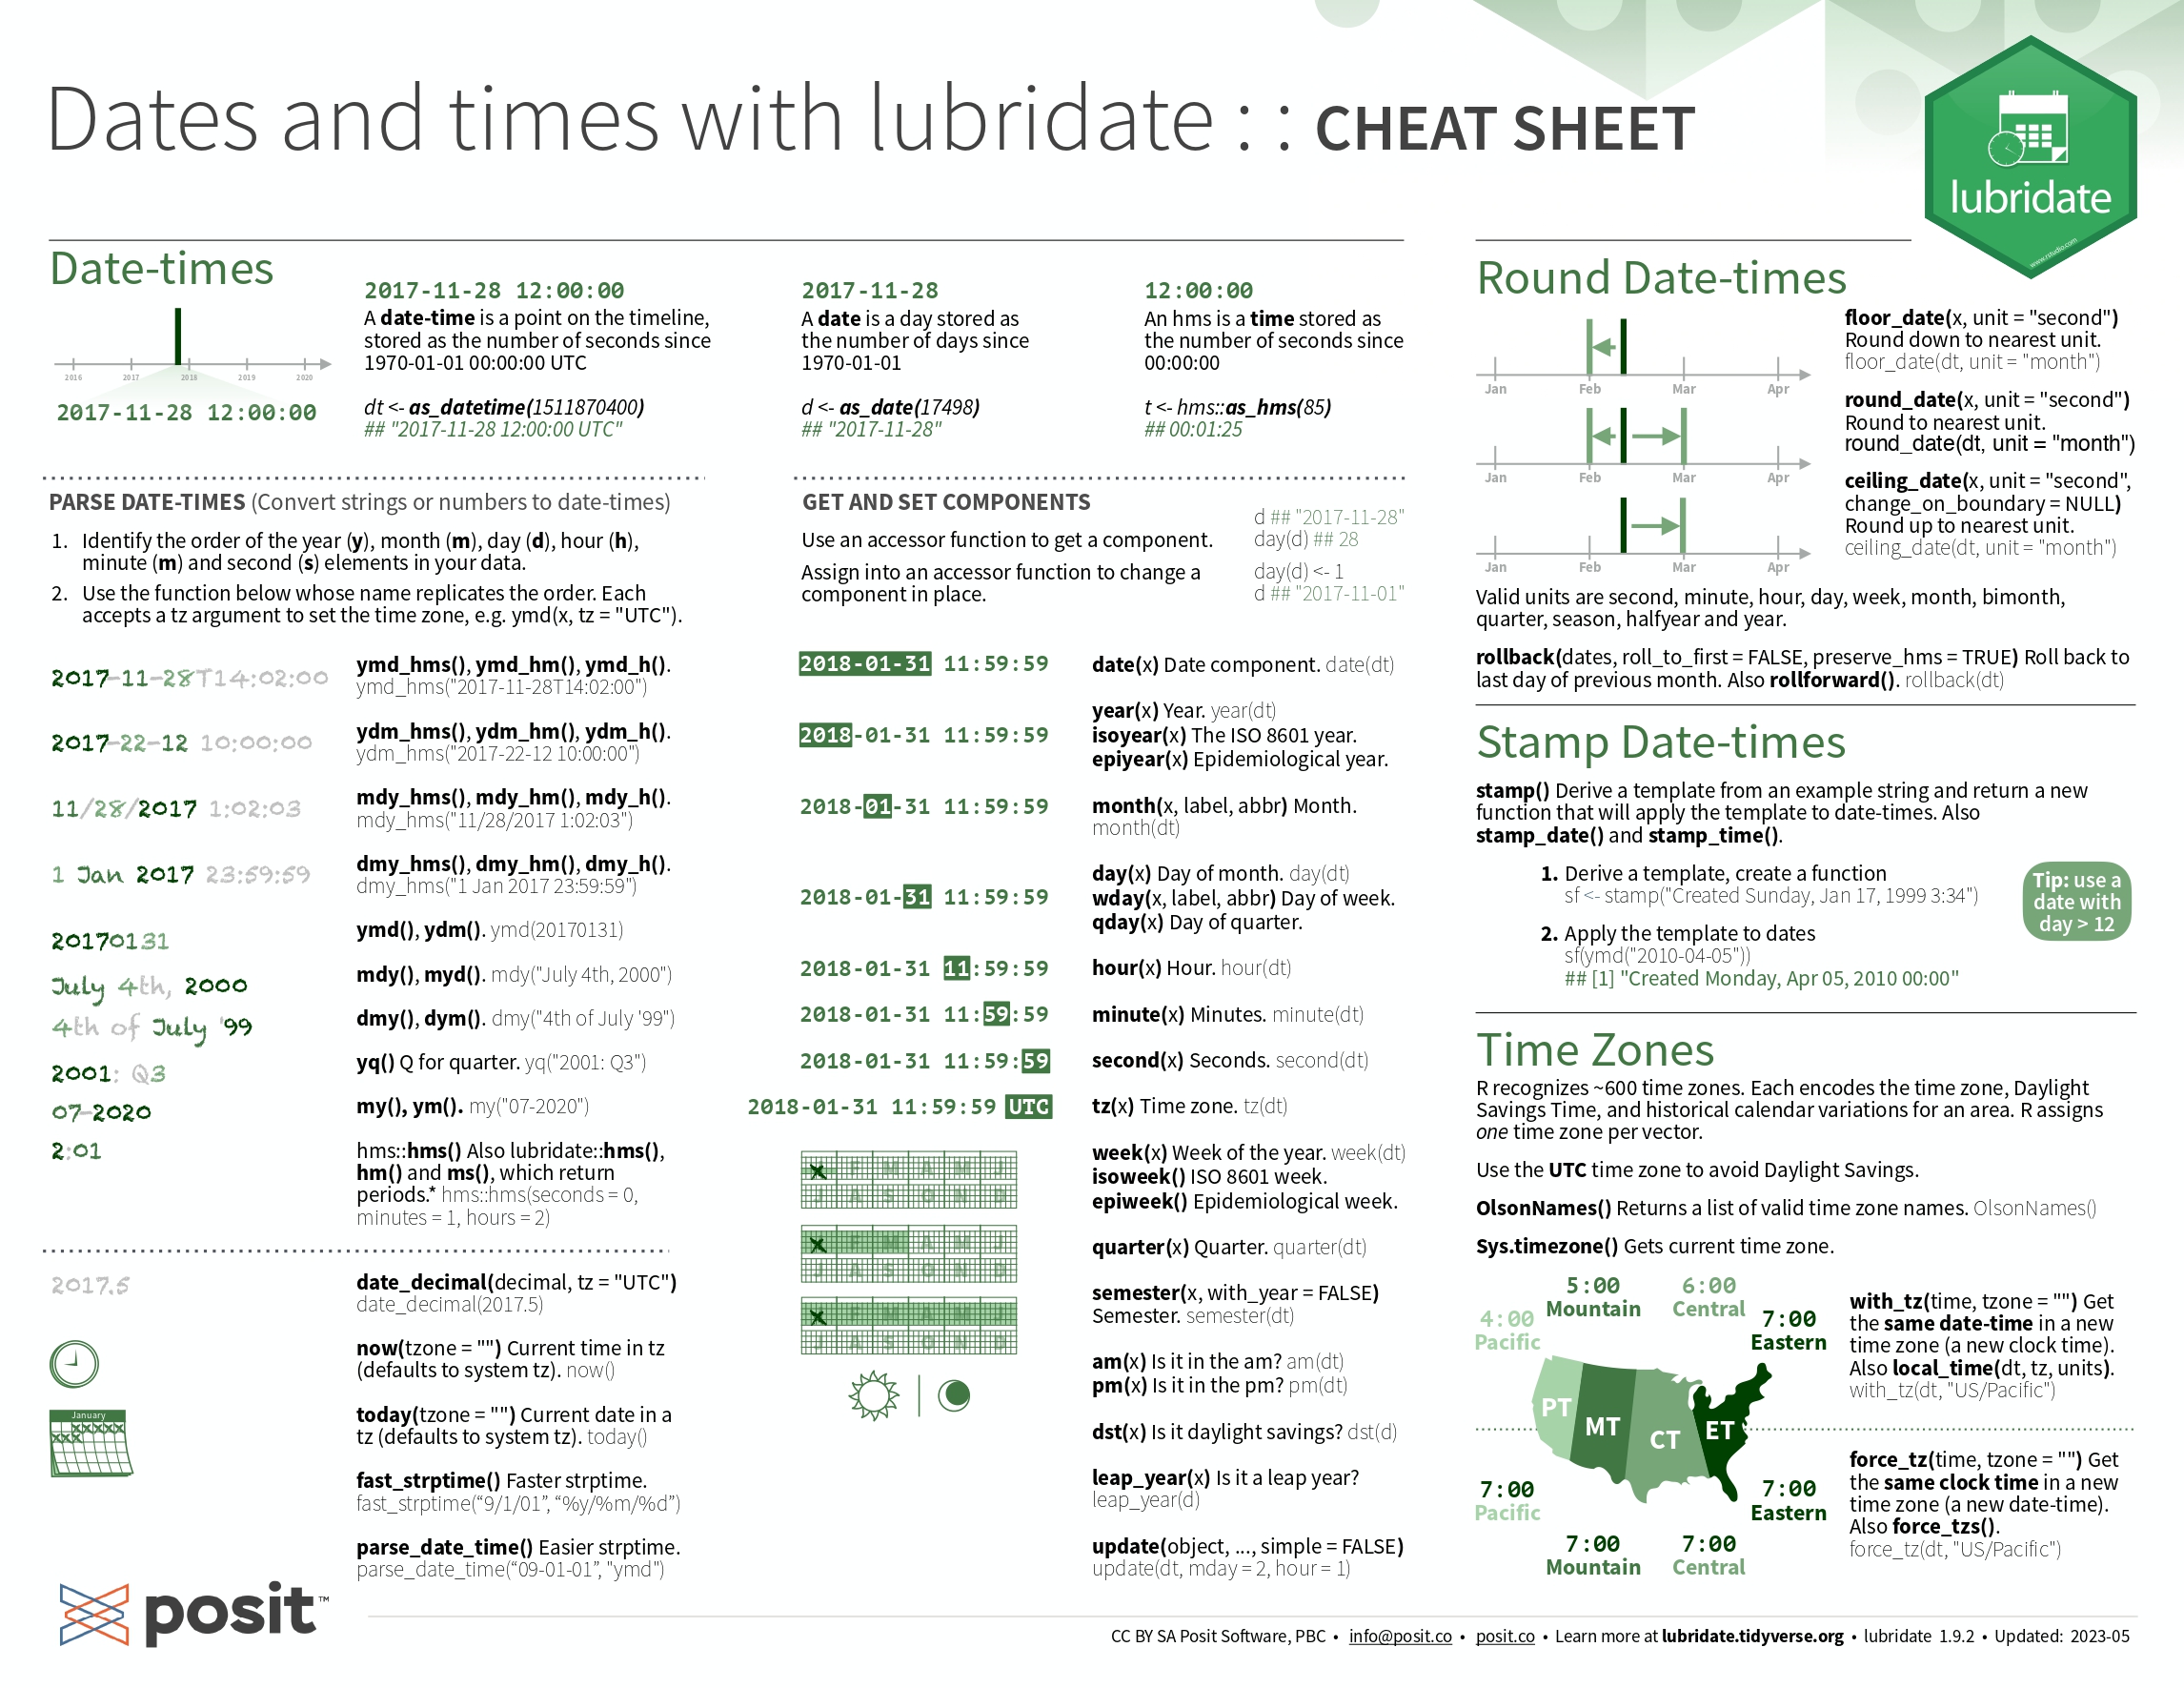 Dates and times with lubridate : : CHEAT SHEET
lubridate
www.rstudio.com
Date-times
2016 2017 2018 2019 2020
2017-11-28 12:00:00
2017-11-28 12:00:00
A date-time is a point on the timeline,
stored as the number of seconds since
1970-01-01 00:00:00 UTC
dt <- as_datetime(1511870400)
## "2017-11-28 12:00:00 UTC"
2017-11-28
A date is a day stored as
the number of days since
1970-01-01
d <- as_date(17498)
## "2017-11-28"
12:00:00
An hms is a time stored as
the number of seconds since
00:00:00
t <- hms::as_hms(85)
## 00:01:25
PARSE DATE-TIMES (Convert strings or numbers to date-times)
1. Identify the order of the year (y), month (m), day (d), hour (h),
minute (m) and second (s) elements in your data.
2. Use the function below whose name replicates the order. Each
accepts a tz argument to set the time zone, e.g. ymd(x, tz = "UTC").
2017-11-28T14:02:00
ymd_hms(), ymd_hm(), ymd_h().
ymd_hms("2017-11-28T14:02:00")
2017-22-12 10:00:00
ydm_hms(), ydm_hm(), ydm_h().
ydm_hms("2017-22-12 10:00:00")
11/28/2017 1:02:03
mdy_hms(), mdy_hm(), mdy_h().
mdy_hms("11/28/2017 1:02:03")
1 Jan 2017 23:59:59
dmy_hms(), dmy_hm(), dmy_h().
dmy_hms("1 Jan 2017 23:59:59")
20170131
ymd(), ydm(). ymd(20170131)
July 4th, 2000
mdy(), myd(). mdy("July 4th, 2000")
4th of July '99
dmy(), dym(). dmy("4th of July '99")
2001: Q3
yq() Q for quarter. yq("2001: Q3")
07-2020
my(), ym(). my("07-2020")
2:01
hms::hms() Also lubridate::hms(),
hm() and ms(), which return
periods.* hms::hms(seconds = 0,
minutes = 1, hours = 2)
2017.5
date_decimal(decimal, tz = "UTC")
date_decimal(2017.5)
now(tzone = "") Current time in tz
(defaults to system tz). now()
January
xxxxx
xxx
today(tzone = "") Current date in a
tz (defaults to system tz). today()
fast_strptime() Faster strptime.
fast_strptime(“9/1/01”, “%y/%m/%d”)
parse_date_time() Easier strptime.
parse_date_time(“09-01-01”, "ymd")
GET AND SET COMPONENTS
Use an accessor function to get a component.
Assign into an accessor function to change a
component in place.
d ## "2017-11-28"
day(d) ## 28
day(d) <- 1
d ## "2017-11-01"
2018-01-31 11:59:59
date(x) Date component. date(dt)
2018-01-31 11:59:59
year(x) Year. year(dt)
isoyear(x) The ISO 8601 year.
epiyear(x) Epidemiological year.
2018-01-31 11:59:59
month(x, label, abbr) Month.
month(dt)
2018-01-31 11:59:59
day(x) Day of month. day(dt)
wday(x, label, abbr) Day of week.
qday(x) Day of quarter.
2018-01-31 11:59:59
hour(x) Hour. hour(dt)
2018-01-31 11:59:59
minute(x) Minutes. minute(dt)
2018-01-31 11:59:59
second(x) Seconds. second(dt)
2018-01-31 11:59:59 UTC
tz(x) Time zone. tz(dt)
x F M A M J
J A S O N D
week(x) Week of the year. week(dt)
isoweek() ISO 8601 week.
epiweek() Epidemiological week.
x F M A M J
J A S O N D
quarter(x) Quarter. quarter(dt)
x F M A M J
J A S O N D
semester(x, with_year = FALSE)
Semester. semester(dt)
am(x) Is it in the am? am(dt)
pm(x) Is it in the pm? pm(dt)
dst(x) Is it daylight savings? dst(d)
leap_year(x) Is it a leap year?
leap_year(d)
update(object, ..., simple = FALSE)
update(dt, mday = 2, hour = 1)
Round Date-times
Jan Feb Mar Apr
floor_date(x, unit = "second")
Round down to nearest unit.
floor_date(dt, unit = "month")
Jan Feb Mar Apr
round_date(x, unit = "second")
Round to nearest unit.
round_date(dt, unit = "month")
Jan Feb Mar Apr
ceiling_date(x, unit = "second",
change_on_boundary = NULL)
Round up to nearest unit.
ceiling_date(dt, unit = "month")
Valid units are second, minute, hour, day, week, month, bimonth,
quarter, season, halfyear and year.
rollback(dates, roll_to_first = FALSE, preserve_hms = TRUE) Roll back to
last day of previous month. Also rollforward(). rollback(dt)
Stamp Date-times
stamp() Derive a template from an example string and return a new
function that will apply the template to date-times. Also
stamp_date() and stamp_time().
1. Derive a template, create a function
sf <- stamp("Created Sunday, Jan 17, 1999 3:34")
2. Apply the template to dates
sf(ymd("2010-04-05"))
## [1] "Created Monday, Apr 05, 2010 00:00"
Tip: use a
date with
day > 12
Time Zones
R recognizes ~600 time zones. Each encodes the time zone, Daylight
Savings Time, and historical calendar variations for an area. R assigns
one time zone per vector.
Use the UTC time zone to avoid Daylight Savings.
OlsonNames() Returns a list of valid time zone names. OlsonNames()
Sys.timezone() Gets current time zone.
4:00
Pacific
5:00
Mountain
6:00
Central
7:00
Eastern
PT MT CT ET
7:00
Pacific
7:00
Mountain
7:00
Central
7:00
Eastern
with_tz(time, tzone = "") Get
the same date-time in a new
time zone (a new clock time).
Also local_time(dt, tz, units).
with_tz(dt, "US/Pacific")
force_tz(time, tzone = "") Get
the same clock time in a new
time zone (a new date-time).
Also force_tzs().
force_tz(dt, "US/Pacific")
posit™
CC BY SA Posit Software, PBC • info@posit.co • posit.co • Learn more at lubridate.tidyverse.org • lubridate 1.9.2 • Updated: 2023-05